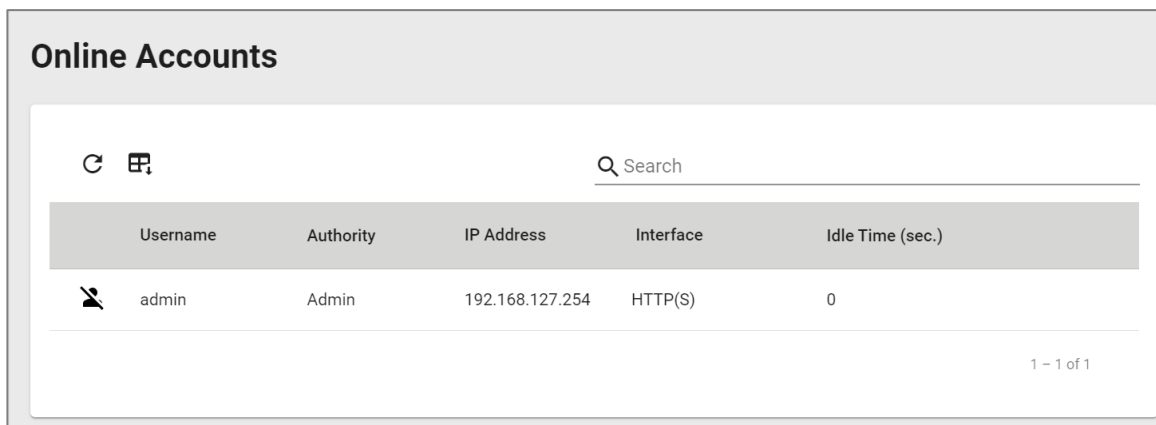 Online Accounts
Search
Username Authority IP Address Interface Idle Time (sec.)
admin Admin 192.168.127.254 HTTP(S) 0
1 – 1 of 1